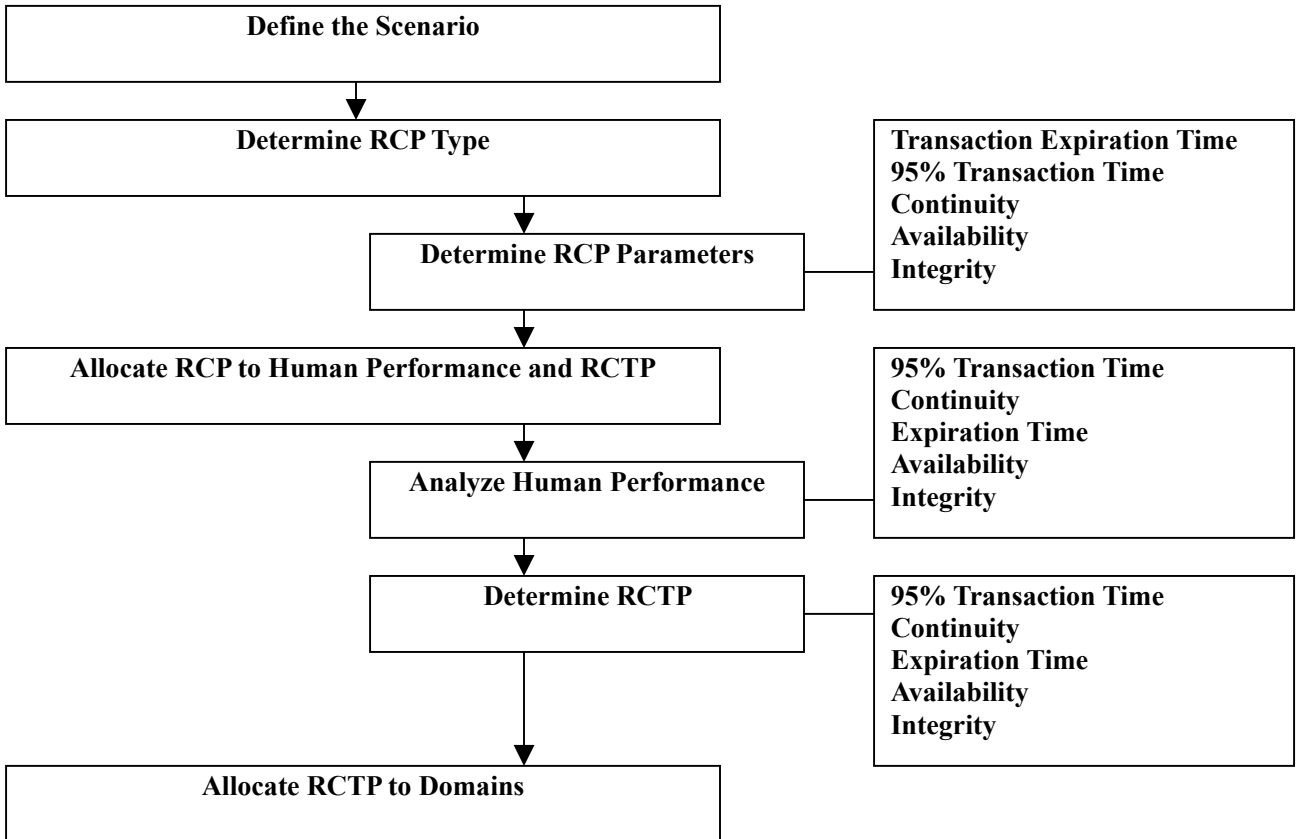 Define the Scenario
Determine RCP Type
Transaction Expiration Time
95% Transaction Time
Continuity
Availability
Integrity
Determine RCP Parameters
Allocate RCP to Human Performance and RCTP
95% Transaction Time
Continuity
Expiration Time
Availability
Integrity
Analyze Human Performance
Determine RCTP
95% Transaction Time
Continuity
Expiration Time
Availability
Integrity
Allocate RCTP to Domains